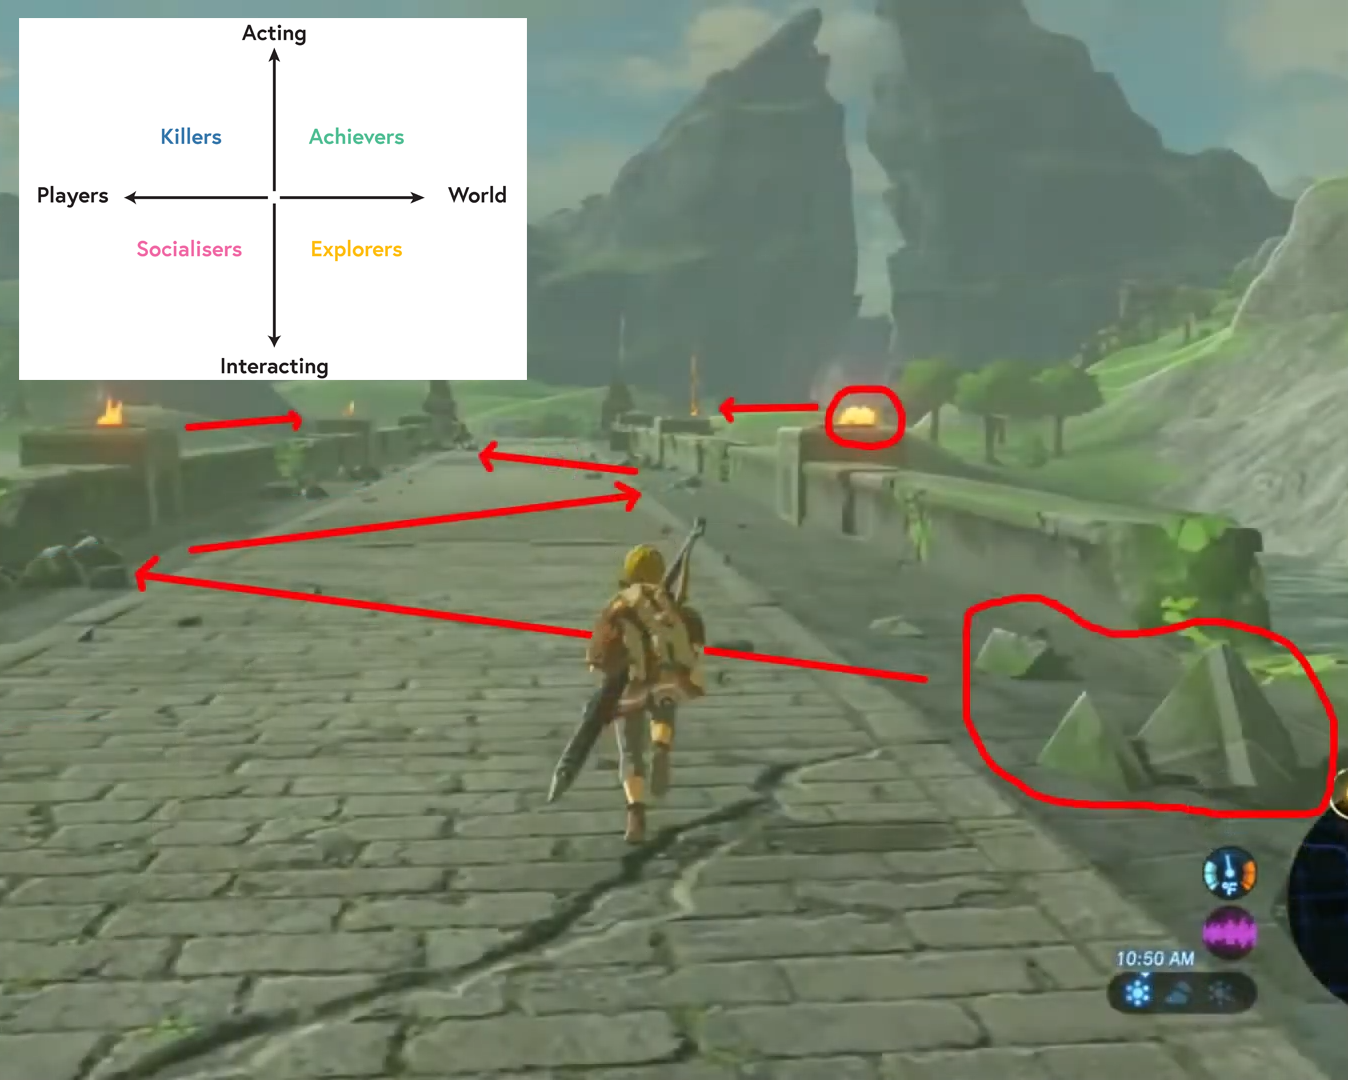 Acting
Killers
Achievers
Players
World
Socialisers
Explorers
Interacting
°F
10:50 AM